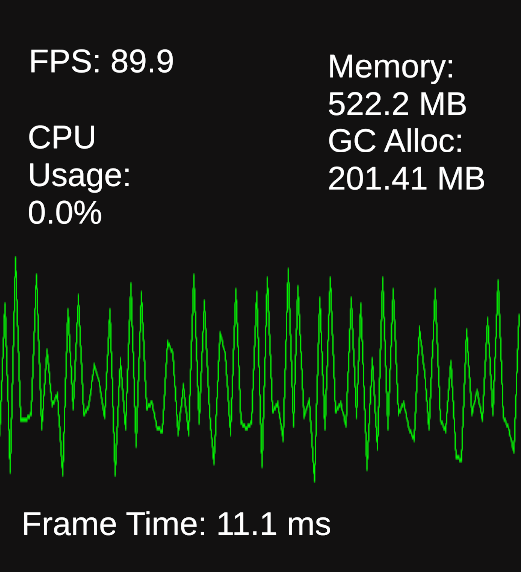 FPS: 89.9
CPU
Usage:
0.0%
Memory:
522.2 MB
GC Alloc:
201.41 MB
Frame Time: 11.1 ms